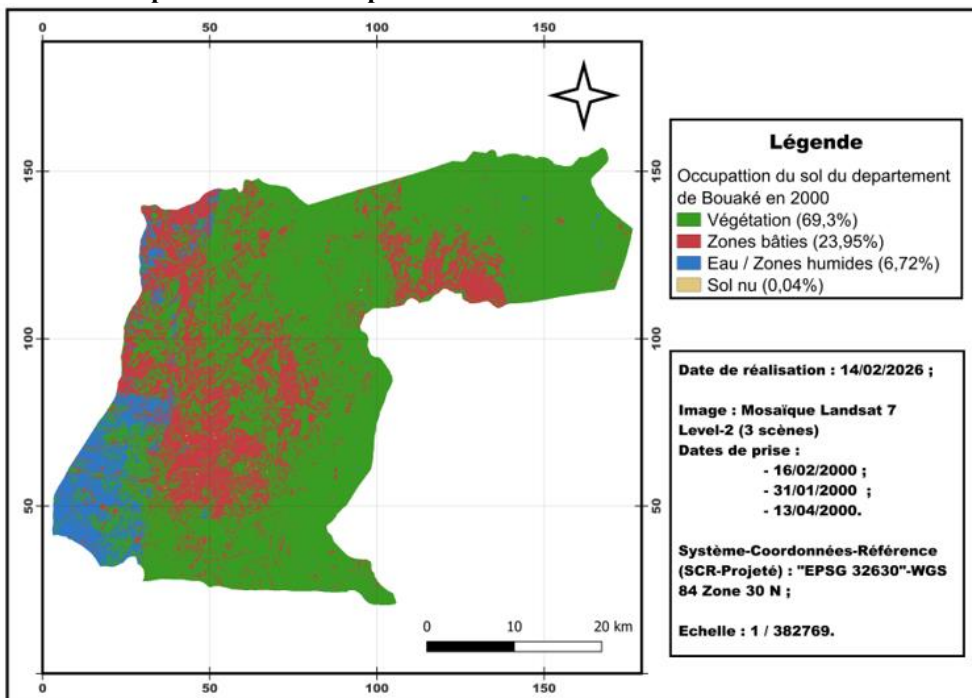 0 50 100 150
150 150
100 100
50 50
0 50 100 150
0 10 20 km
Légende
Occupattion du sol du departement
de Bouaké en 2000
Végétation (69,3%)
Zones bâties (23,95%)
Eau / Zones humides (6,72%)
Sol nu (0,04%)
Date de réalisation : 14/02/2026 ;
Image : Mosaïque Landsat 7
Level-2 (3 scènes)
Dates de prise :
- 16/02/2000 ;
- 31/01/2000 ;
- 13/04/2000.
Système-Coordonnées-Référence
(SCR-Projeté) : "EPSG 32630"-WGS
84 Zone 30 N ;
Echelle : 1 / 382769.